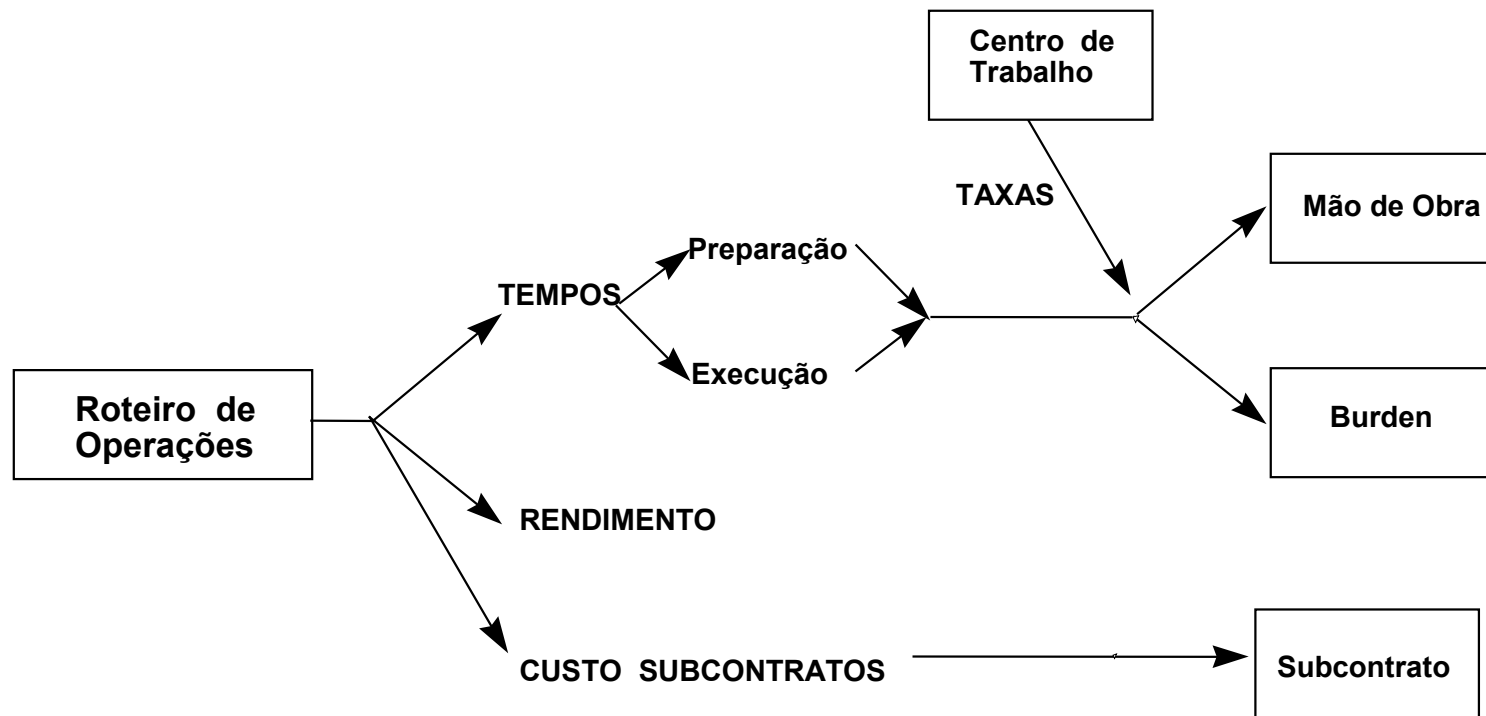 Centro de
Trabalho
TAXAS
Mão de Obra
Preparação
TEMPOS
Execução
Roteiro de
Operações
Burden
RENDIMENTO
CUSTO SUBCONTRATOS
Subcontrato